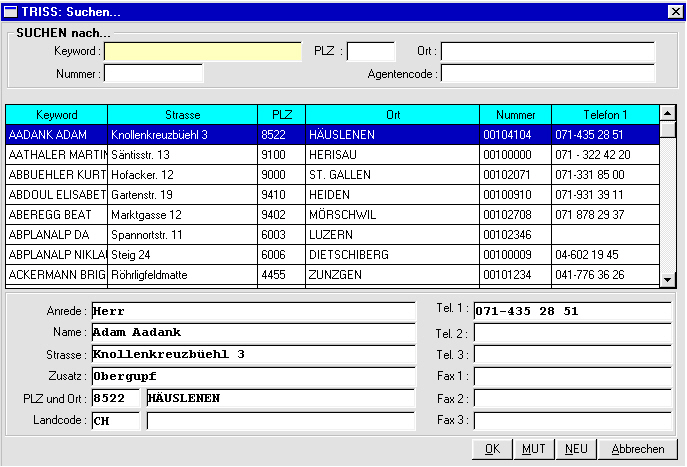 TRISS: Suchen...
SUCHEN nach...
Keyword : PLZ : Ort :
Nummer : Agentencode :
Keyword Strasse PLZ Ort Nummer Telefon 1
AADANK ADAM Knollenkreuzbüehl 3 8522 HÄUSLENEN 00104104 071-435 28 51
AATHALER MARTIN Säntisstr. 13 9100 HERISAU 00100000 071 - 322 42 20
ABBUEHLER KURT Hofacker. 12 9000 ST. GALLEN 00102071 071-331 85 00
ABDOUL ELISABET Gartenstr. 19 9410 HEIDEN 00100910 071-931 39 11
ABEREGG BEAT Marktgasse 12 9402 MÖRSCHWIL 00102708 071 878 29 37
ABPLANALP DA Spannortstr. 11 6003 LUZERN 00102346
ABPLANALP NIKLA Steig 24 6006 DIETSCHIBERG 00100009 04-602 19 45
ACKERMANN BRIG Röhrligfeldmatte 4455 ZUNZGEN 00101234 041-776 36 26
Anrede : Herr Tel. 1 : 071-435 28 51
Name : Adam Aadank Tel. 2 :
Strasse : Knollenkreuzbüehl 3 Tel. 3 :
Zusatz : Obergupf Fax 1 :
PLZ und Ort : 8522 HÄUSLENEN Fax 2 :
Landcode : CH Fax 3 :
OK MUT NEU Abbrechen